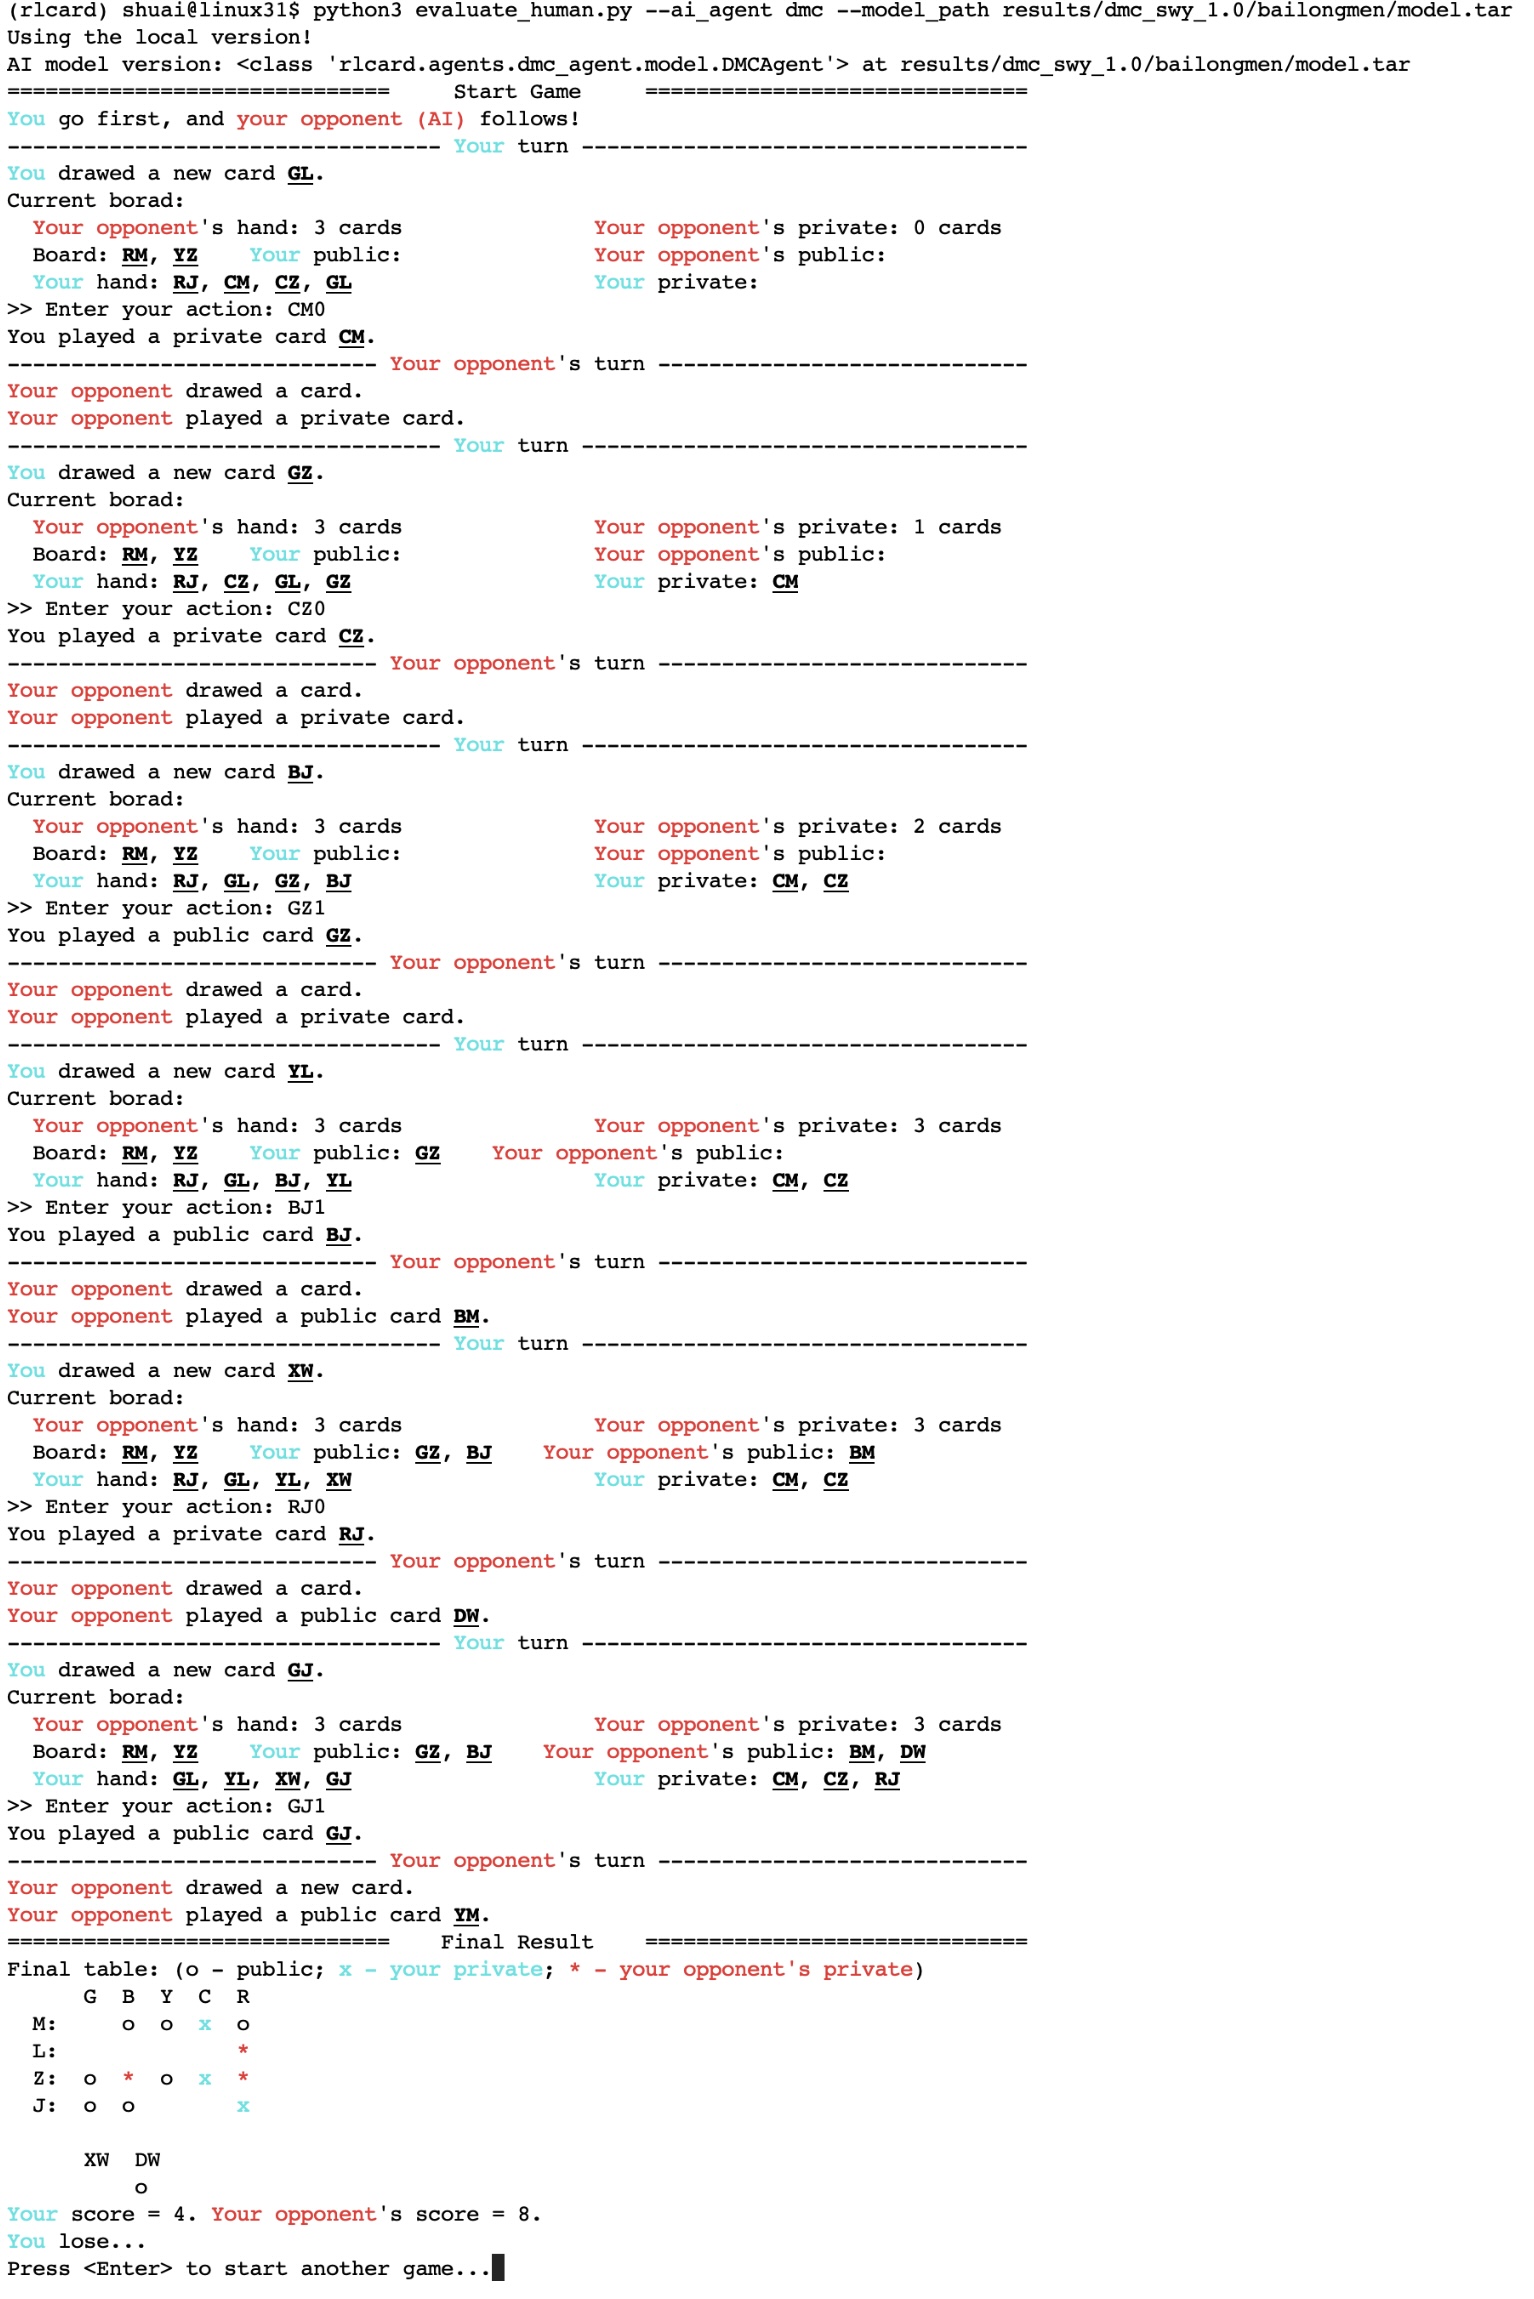 (rlcard) shuai@linux31$ python3 evaluate_human.py --ai_agent dmc --model_path results/dmc_swy_1.0/bailongmen/model.tar
Using the local version!
AI model version: <class 'rlcard.agents.dmc_agent.model.DMCAgent'> at results/dmc_swy_1.0/bailongmen/model.tar
============================== Start Game ==============================
You go first, and your opponent (AI) follows!
---------------------------------- Your turn -----------------------------------
You drawed a new card GL.
Current borad:
Your opponent's hand: 3 cards Your opponent's private: 0 cards
Board: RM, YZ Your public: Your opponent's public:
Your hand: RJ, CM, CZ, GL Your private:
>> Enter your action: CM0
You played a private card CM.
----------------------------- Your opponent's turn -----------------------------
Your opponent drawed a card.
Your opponent played a private card.
---------------------------------- Your turn -----------------------------------
You drawed a new card GZ.
Current borad:
Your opponent's hand: 3 cards Your opponent's private: 1 cards
Board: RM, YZ Your public: Your opponent's public:
Your hand: RJ, CZ, GL, GZ Your private: CM
>> Enter your action: CZ0
You played a private card CZ.
----------------------------- Your opponent's turn -----------------------------
Your opponent drawed a card.
Your opponent played a private card.
---------------------------------- Your turn -----------------------------------
You drawed a new card BJ.
Current borad:
Your opponent's hand: 3 cards Your opponent's private: 2 cards
Board: RM, YZ Your public: Your opponent's public:
Your hand: RJ, GL, GZ, BJ Your private: CM, CZ
>> Enter your action: GZ1
You played a public card GZ.
----------------------------- Your opponent's turn -----------------------------
Your opponent drawed a card.
Your opponent played a private card.
---------------------------------- Your turn -----------------------------------
You drawed a new card YL.
Current borad:
Your opponent's hand: 3 cards Your opponent's private: 3 cards
Board: RM, YZ Your public: GZ Your opponent's public:
Your hand: RJ, GL, BJ, YL Your private: CM, CZ
>> Enter your action: BJ1
You played a public card BJ.
----------------------------- Your opponent's turn -----------------------------
Your opponent drawed a card.
Your opponent played a public card BM.
---------------------------------- Your turn -----------------------------------
You drawed a new card XW.
Current borad:
Your opponent's hand: 3 cards Your opponent's private: 3 cards
Board: RM, YZ Your public: GZ, BJ Your opponent's public: BM
Your hand: RJ, GL, YL, XW Your private: CM, CZ
>> Enter your action: RJ0
You played a private card RJ.
----------------------------- Your opponent's turn -----------------------------
Your opponent drawed a card.
Your opponent played a public card DW.
---------------------------------- Your turn -----------------------------------
You drawed a new card GJ.
Current borad:
Your opponent's hand: 3 cards Your opponent's private: 3 cards
Board: RM, YZ Your public: GZ, BJ Your opponent's public: BM, DW
Your hand: GL, YL, XW, GJ Your private: CM, CZ, RJ
>> Enter your action: GJ1
You played a public card GJ.
----------------------------- Your opponent's turn -----------------------------
Your opponent drawed a new card.
Your opponent played a public card YM.
============================== Final Result ==============================
Final table: (o - public; x - your private; * - your opponent's private)
G B Y C R
M: o o x o
L: *
Z: o * o x *
J: o o x
XW DW
o
Your score = 4. Your opponent's score = 8.
You lose...
Press <Enter> to start another game...